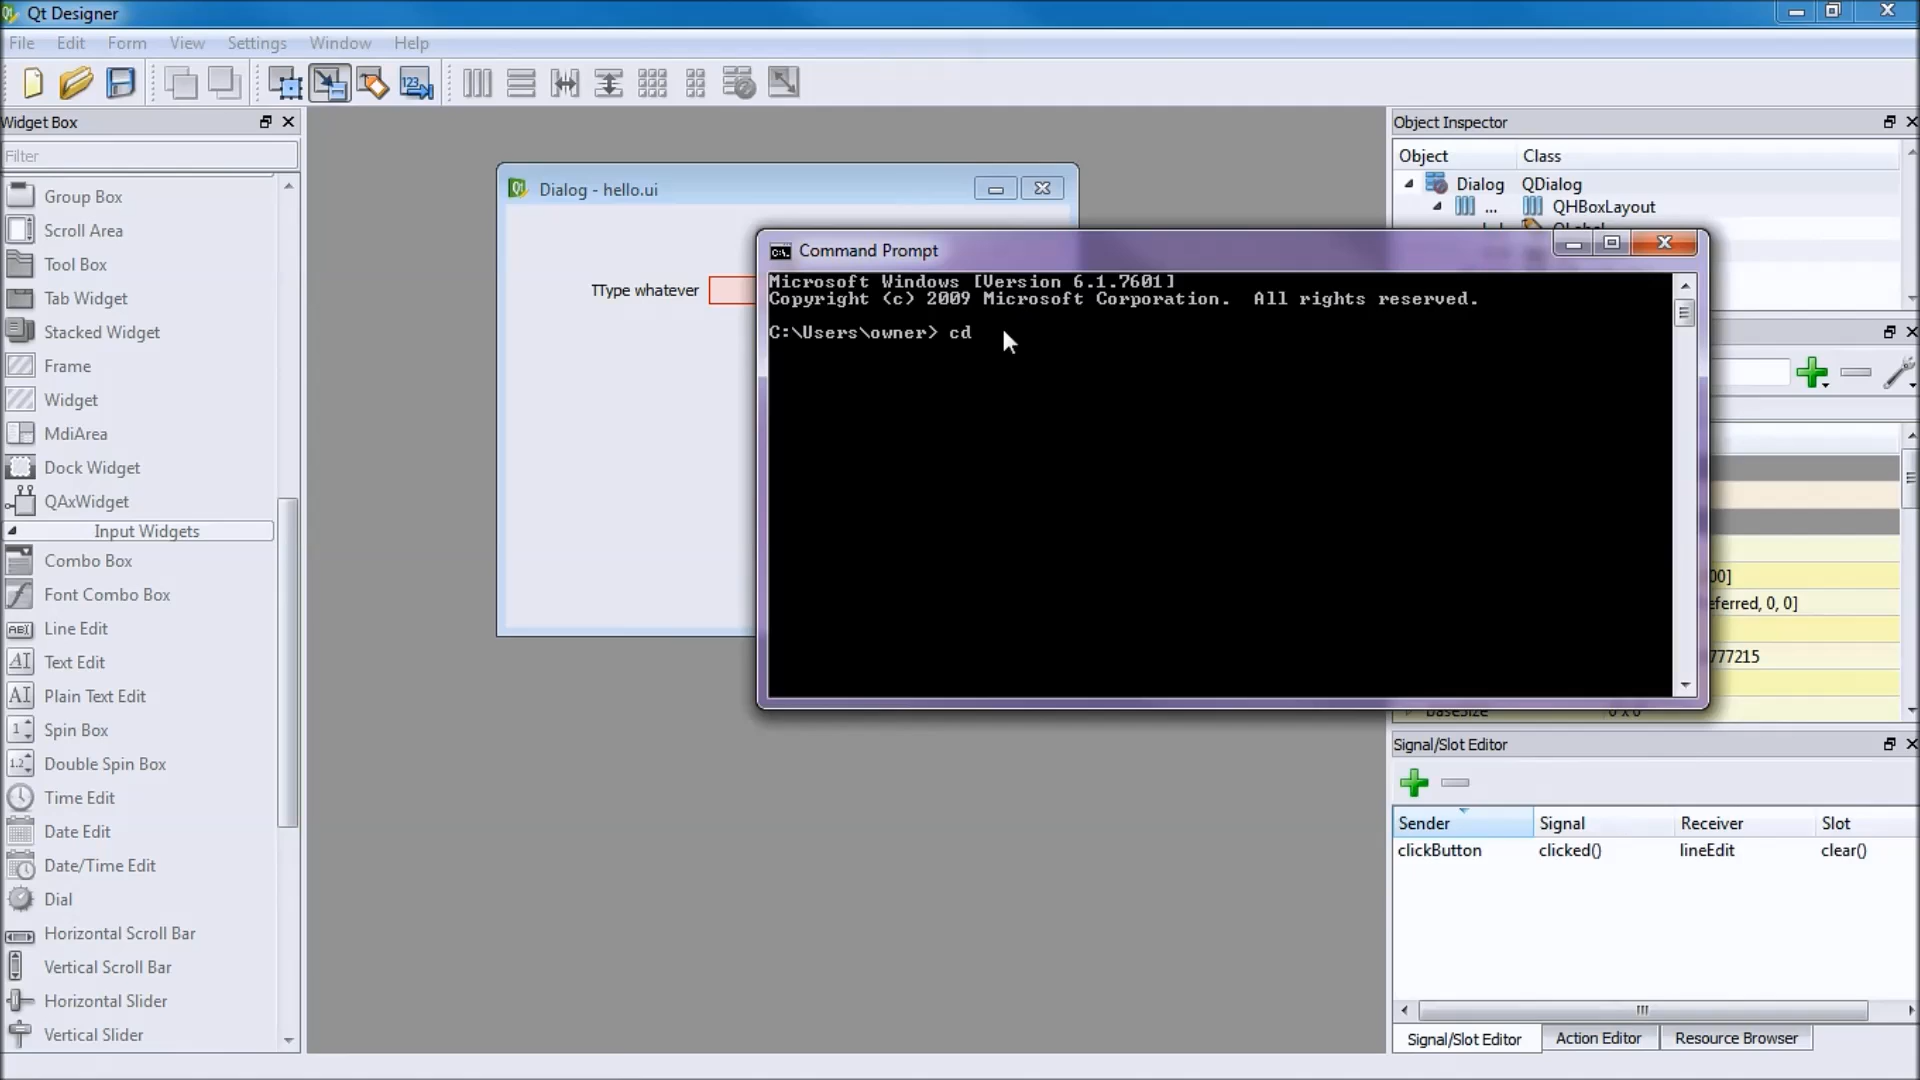 Qt Designer
File Edit Form View Settings Window Help
Widget Box
Filter
Group Box
Scroll Area
Tool Box
Tab Widget
Stacked Widget
Frame
Widget
MdiArea
Dock Widget
QAxWidget
Input Widgets
Combo Box
Font Combo Box
Line Edit
Text Edit
Plain Text Edit
Spin Box
Double Spin Box
Time Edit
Date Edit
Date/Time Edit
Dial
Horizontal Scroll Bar
Vertical Scroll Bar
Horizontal Slider
Vertical Slider
Dialog - hello.ui
TType whatever
Command Prompt
Microsoft Windows [Version 6.1.7601]
Copyright (c) 2009 Microsoft Corporation. All rights reserved.
C:\Users\owner> cd
Object Inspector
Object Class
Dialog QDialog
... QHBoxLayout
00]
eferred, 0, 0]
777215
Signal/Slot Editor
Sender Signal Receiver Slot
clickButton clicked() lineEdit clear()
Signal/Slot Editor Action Editor Resource Browser